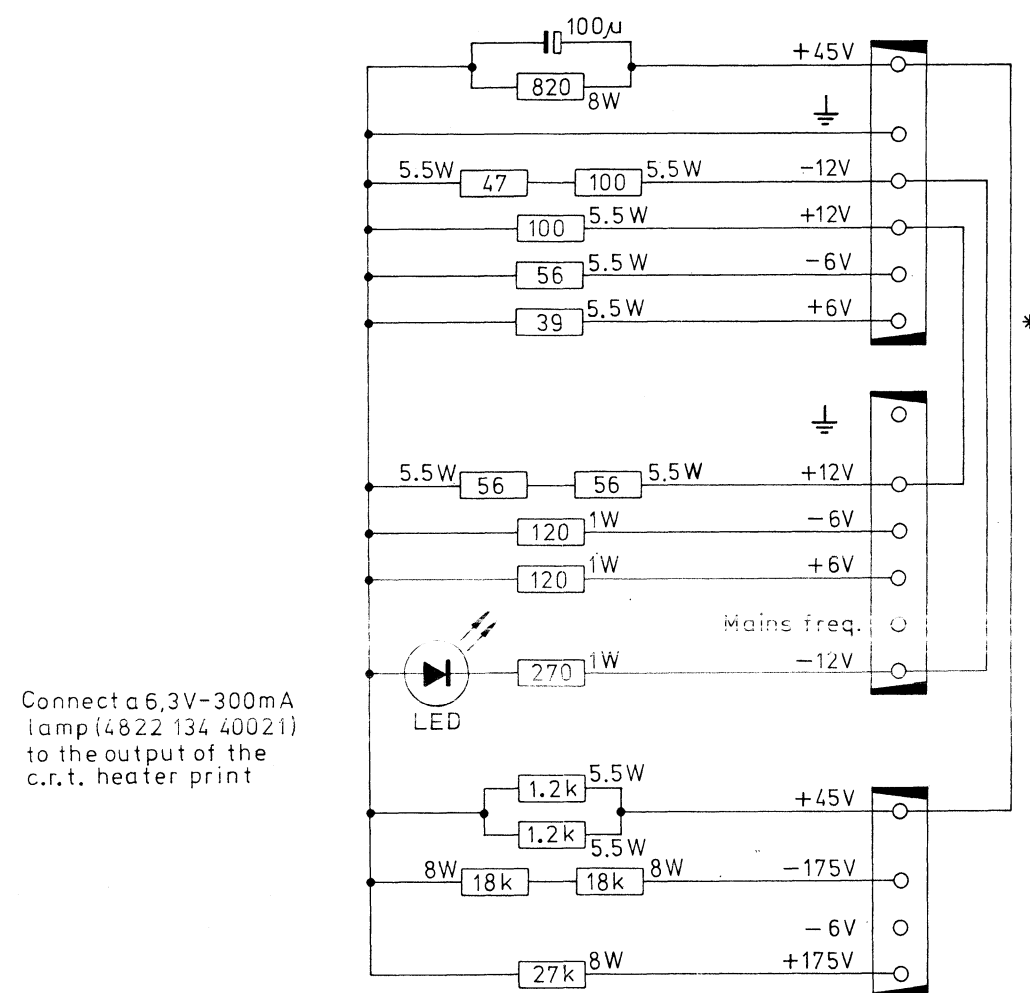 100µ
+45V
820
8W
5.5W 47 100 5.5W -12V
100 5.5W +12V
56 5.5W -6V
39 5.5W +6V
*
5.5W 56 56 5.5W +12V
120 1W -6V
120 1W +6V
Mains freq.
270 1W -12V
LED
Connect a 6,3V-300mA
lamp (4822 134 40021)
to the output of the
c.r.t. heater print
1.2k 5.5W
+45V
1.2k 5.5W
8W 18k 18k 8W -175V
-6V
27k 8W +175V